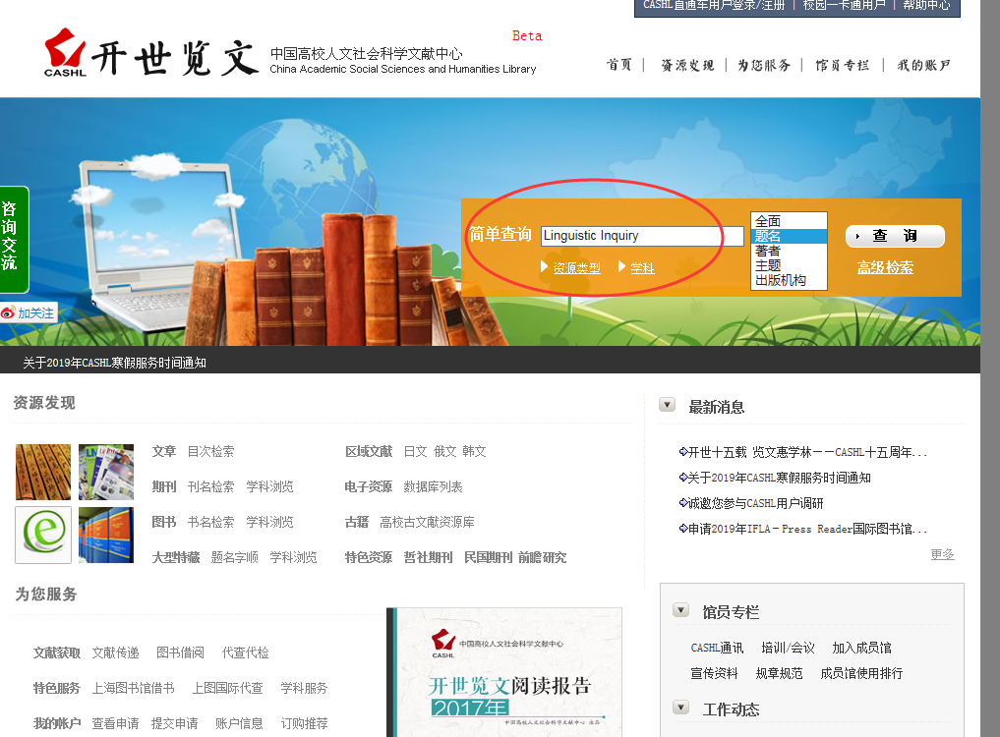 CASHL直通车用户登录/注册 | 校园一卡通用户 | 帮助中心
Beta
CASHL
开世览文
中国高校人文社会科学文献中心
China Academic Social Sciences and Humanities Library
首页 | 资源发现 | 为您服务 | 馆员专栏 | 我的账户
咨询交流
加关注
简单查询
Linguistic Inquiry
资源类型
学科
全面
题名
著者
主题
出版机构
查 询
高级检索
关于2019年CASHL寒假服务时间通知
资源发现
文章 目次检索
区域文献 日文 俄文 韩文
期刊 刊名检索 学科浏览
电子资源 数据库列表
图书 书名检索 学科浏览
古籍 高校古文献资源库
大型特藏 题名字顺 学科浏览
特色资源 哲社期刊 民国期刊 前瞻研究
最新消息
开世十五载 览文惠学林——CASHL十五周年...
关于2019年CASHL寒假服务时间通知
诚邀您参与CASHL用户调研
申请2019年IFLA－Press Reader国际图书馆...
更多
为您服务
文献获取 文献传递 图书借阅 代查代检
特色服务 上海图书馆借书 上图国际代查 学科服务
我的帐户 查看申请 提交申请 账户信息 订购推荐
CASHL
中国高校人文社会科学文献中心
开世览文阅读报告
2017年
中国高校人文社会科学文献中心 出品
馆员专栏
CASHL通讯 培训/会议 加入成员馆
宣传资料 规章规范 成员馆使用排行
工作动态